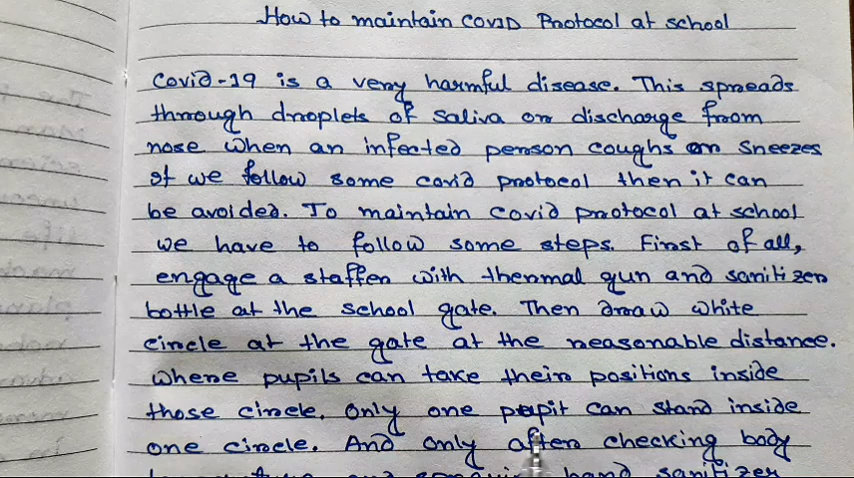 How to maintain COVID Protocol at school
Covid-19 is a very harmful disease. This spreads
through droplets of saliva or discharge from
nose when an infected person coughs or sneezes
If we follow some covid protocol then it can
be avoided. To maintain covid protocol at school
we have to follow some steps. First of all,
engage a staffer with thermal gun and sanitizer
bottle at the school gate. Then draw white
circle at the gate at the reasonable distance.
Where pupils can take their positions inside
those circle. Only one pupil can stand inside
one circle. And only after checking body
hand sanitizer